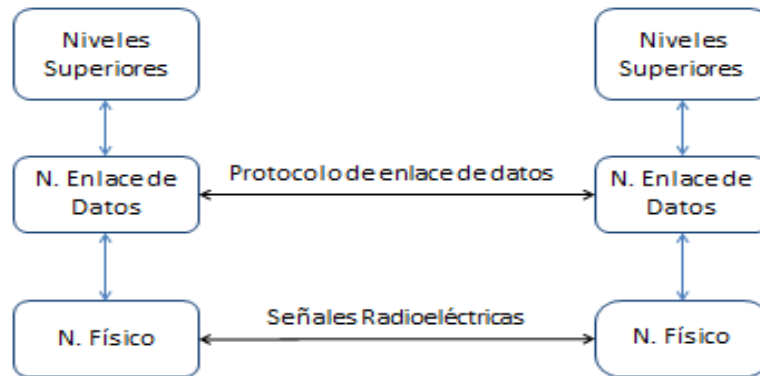 Niveles
Superiores
Niveles
Superiores
N. Enlace de
Datos
Protocolo de enlace de datos
N. Enlace de
Datos
N. Físico
Señales Radioeléctricas
N. Físico